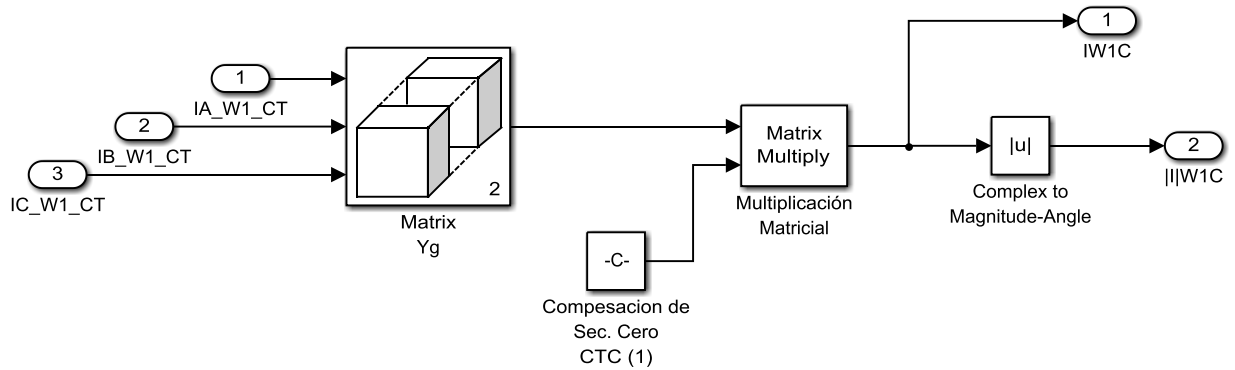 1
IW1C
1
IA_W1_CT
2
IB_W1_CT
3
IC_W1_CT
2
Matrix
Yg
Matrix
Multiply
Multiplicación
Matricial
|u|
Complex to
Magnitude-Angle
2
|I|W1C
-C-
Compesacion de
Sec. Cero
CTC (1)